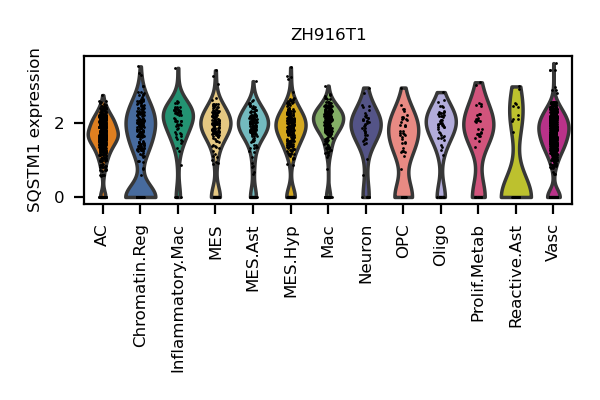 ZH916T1
SQSTM1 expression
2
0
AC
Chromatin.Reg
Inflammatory.Mac
MES
MES.Ast
MES.Hyp
Mac
Neuron
OPC
Oligo
Prolif.Metab
Reactive.Ast
Vasc